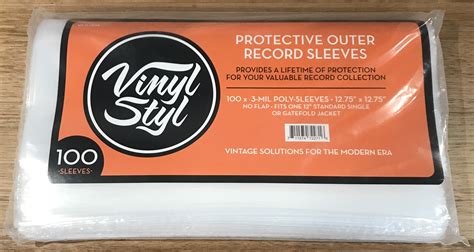 Vinyl
Styl
100
SLEEVES
PROTECTIVE OUTER
RECORD SLEEVES
PROVIDES A LIFETIME OF PROTECTION
FOR YOUR VALUABLE RECORD COLLECTION
100 x 3-MIL POLY-SLEEVES - 12.75" x 12.75"
NO FLAP - FITS ONE 12" STANDARD SINGLE
OR GATEFOLD JACKET
VINTAGE SOLUTIONS FOR THE MODERN ERA